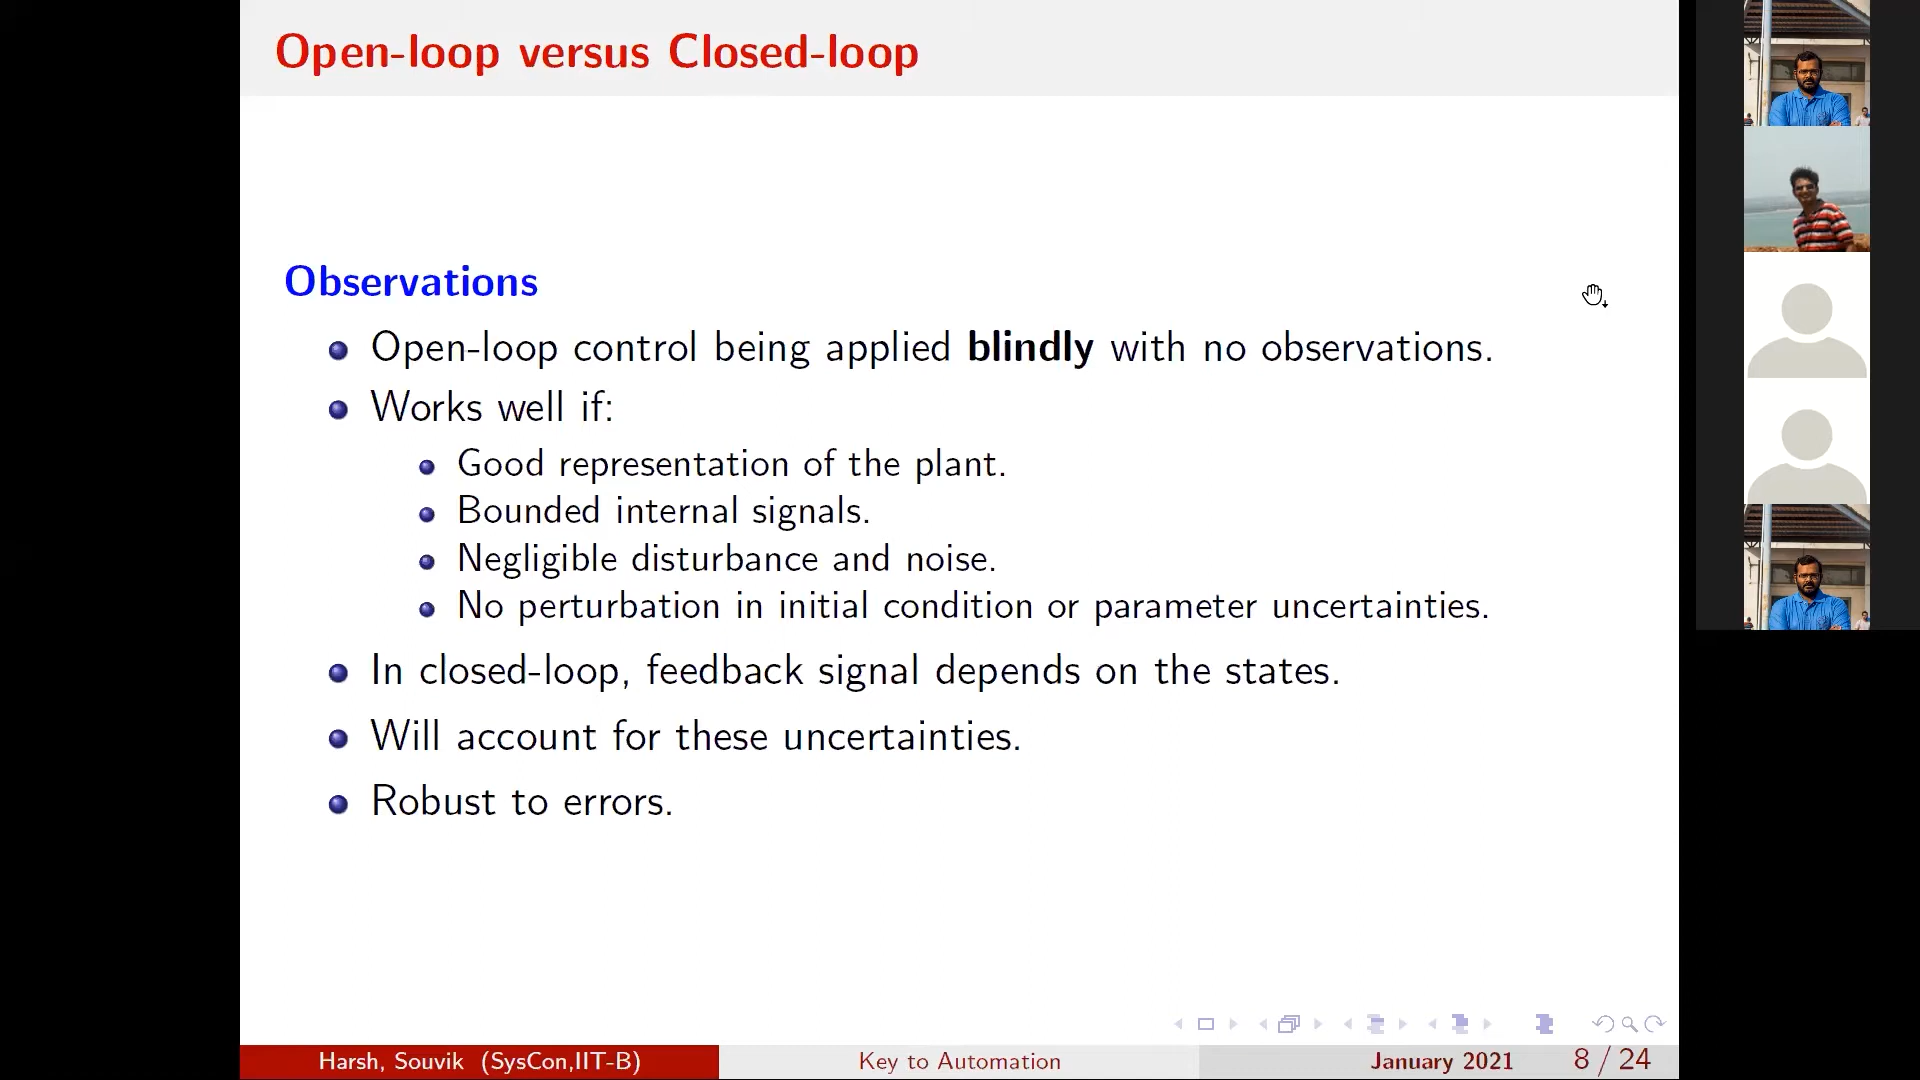 Open-loop versus Closed-loop
Observations
Open-loop control being applied blindly with no observations.
Works well if:
Good representation of the plant.
Bounded internal signals.
Negligible disturbance and noise.
No perturbation in initial condition or parameter uncertainties.
In closed-loop, feedback signal depends on the states.
Will account for these uncertainties.
Robust to errors.
Harsh, Souvik (SysCon,IIT-B) Key to Automation January 2021 8 / 24